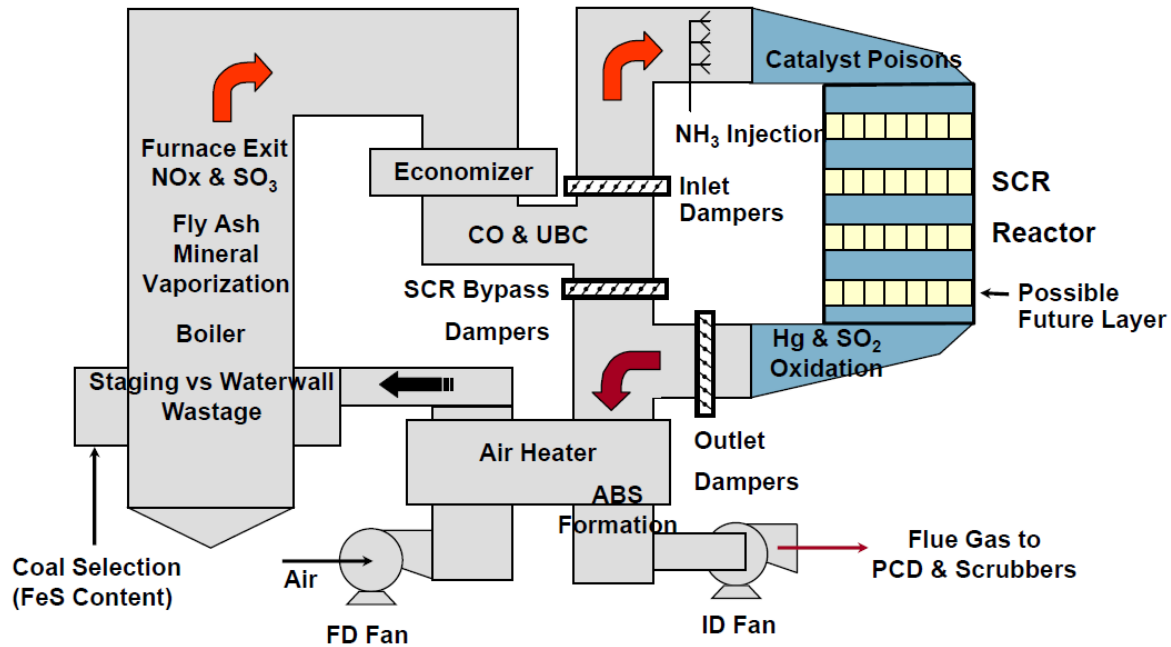 Catalyst Poisons
Furnace Exit
NOx & SO₃
NH₃ Injection
Economizer
Inlet
Dampers
SCR
Reactor
Fly Ash
Mineral
Vaporization
CO & UBC
SCR Bypass
Dampers
Possible
Future Layer
Boiler
Hg & SO₂
Oxidation
Staging vs Waterwall
Wastage
Air Heater
Outlet
Dampers
ABS
Formation
Coal Selection
(FeS Content)
Air
FD Fan
ID Fan
Flue Gas to
PCD & Scrubbers